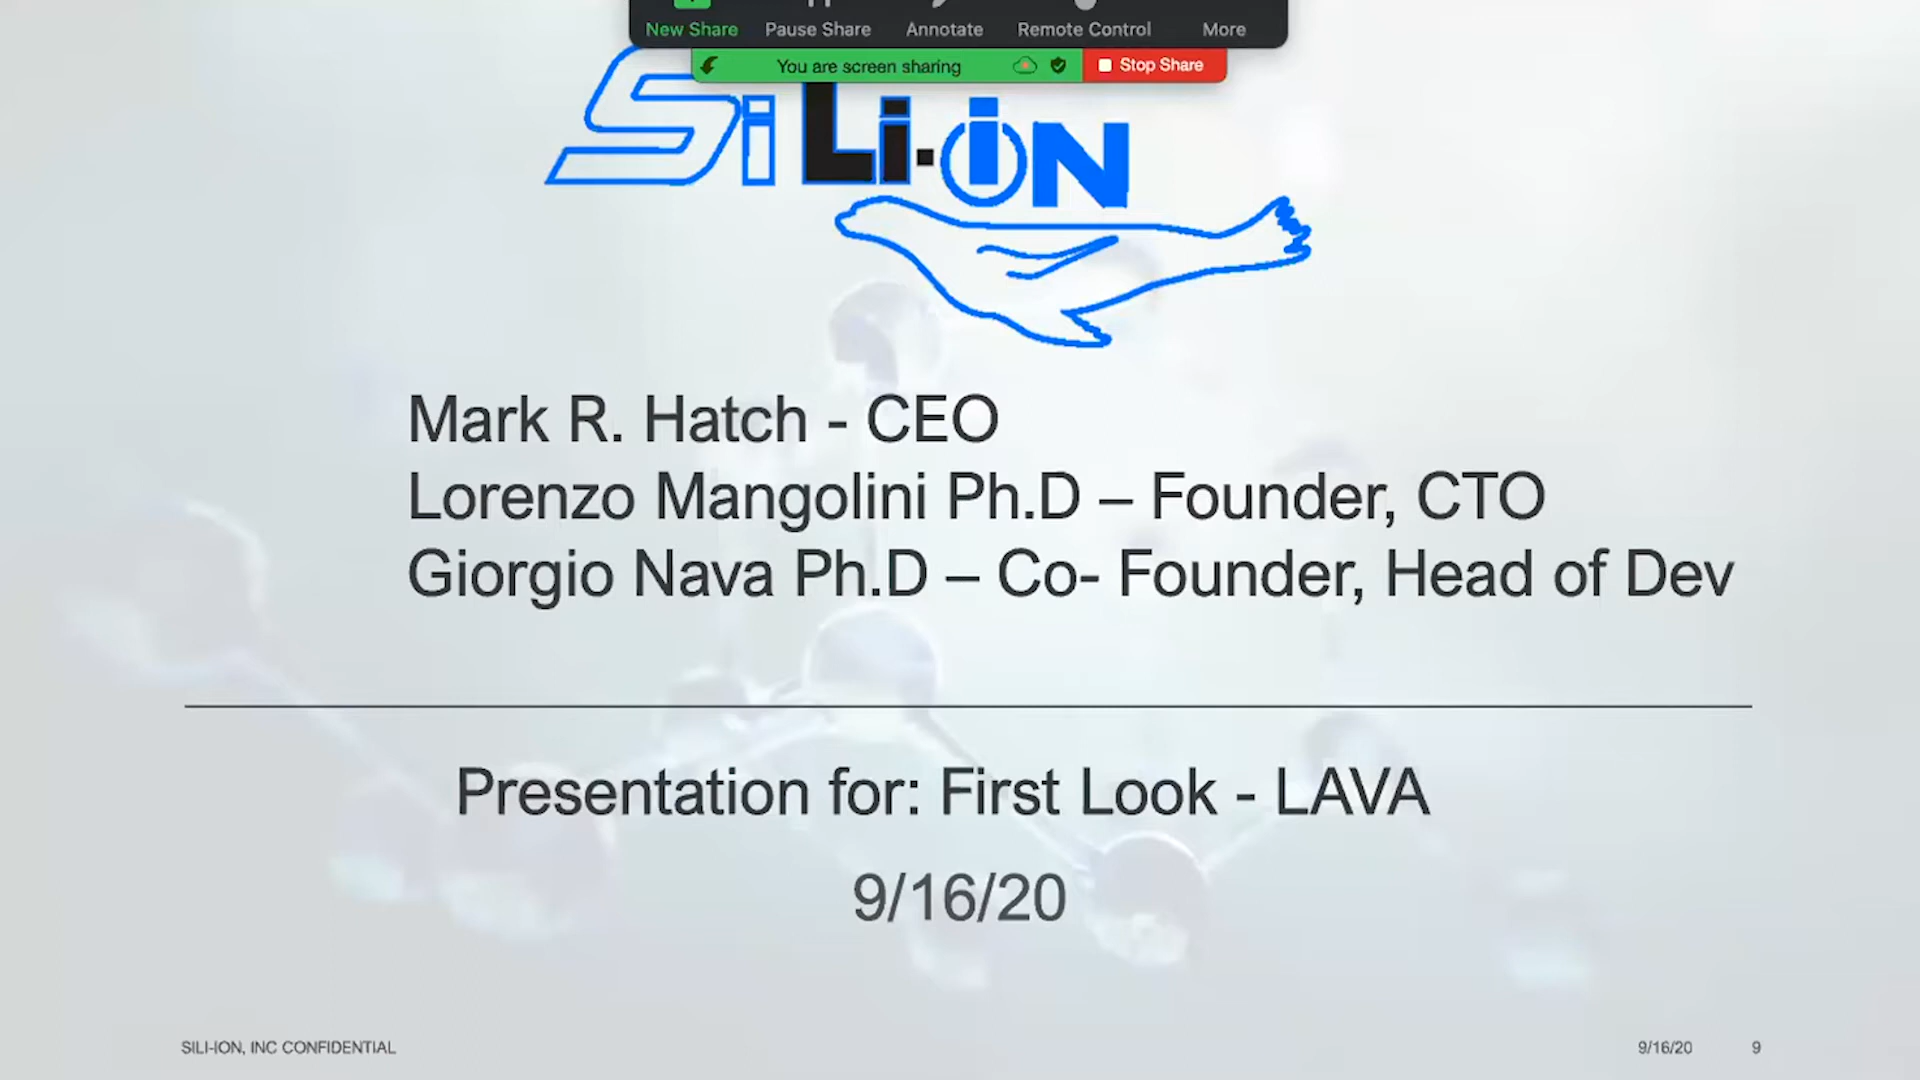 New Share Pause Share Annotate Remote Control More
You are screen sharing Stop Share
SiLi-ion
Mark R. Hatch - CEO
Lorenzo Mangolini Ph.D – Founder, CTO
Giorgio Nava Ph.D – Co- Founder, Head of Dev
Presentation for: First Look - LAVA
9/16/20
SILI-ION, INC CONFIDENTIAL 9/16/20 9